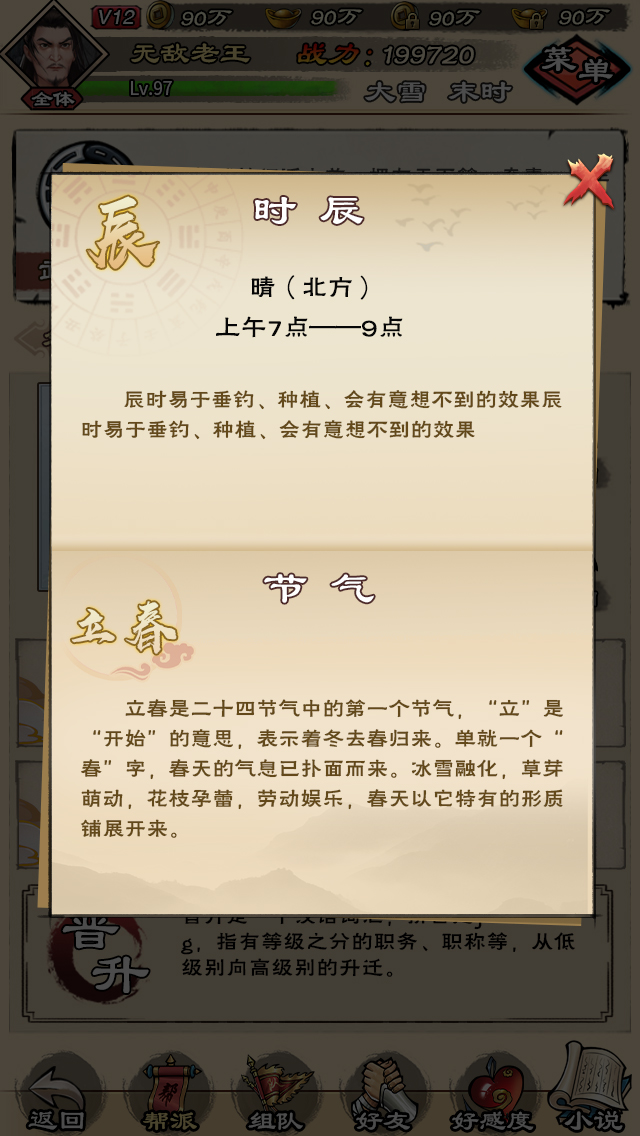 V12 90万 90万 90万 90万
无敌老王 战力：199720
菜单
全体 Lv.97 大雪 末时
辰 时辰
晴（北方）
上午7点——9点
辰时易于垂钓、种植、会有意想不到的效果辰
时易于垂钓、种植、会有意想不到的效果
节气
立春
立春是二十四节气中的第一个节气，“立”是
“开始”的意思，表示着冬去春归来。单就一个“
春”字，春天的气息已扑面而来。冰雪融化，草芽
萌动，花枝孕蕾，劳动娱乐，春天以它特有的形质
铺展开来。
晋升
g，指有等级之分的职务、职称等，从低
级别向高级别的升迁。
帮
返回 帮派 组队 好友 好感度 小说